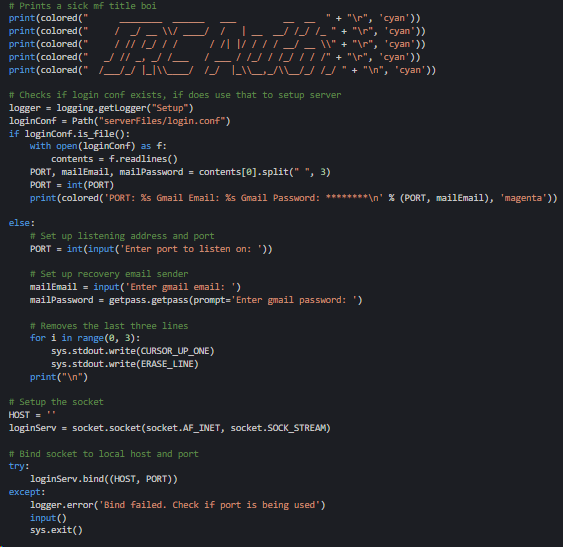 # Prints a sick mf title boi
print(colored("      ________  ______   ___         __  __  " + "\r", 'cyan'))
print(colored("     /  _/ __ \\/ ____/  /   | __  __/ /_/ /_ " + "\r", 'cyan'))
print(colored("     / // /_/ / /      / /| |/ / / / __/ __ \\" + "\r", 'cyan'))
print(colored("   _/ // _, _/ /___   / ___ / /_/ / /_/ / / /" + "\r", 'cyan'))
print(colored("  /___/_/ |_|\\____/  /_/  |_\\__,_/\\__/_/ /_/ " + "\n", 'cyan'))
# Checks if login conf exists, if does use that to setup server
logger = logging.getLogger("Setup")
loginConf = Path("serverFiles/login.conf")
if loginConf.is_file():
    with open(loginConf) as f:
        contents = f.readlines()
    PORT, mailEmail, mailPassword = contents[0].split(" ", 3)
    PORT = int(PORT)
    print(colored('PORT: %s Gmail Email: %s Gmail Password: ********\n' % (PORT, mailEmail), 'magenta'))
else:
    # Set up listening address and port
    PORT = int(input('Enter port to listen on: '))
    # Set up recovery email sender
    mailEmail = input('Enter gmail email: ')
    mailPassword = getpass.getpass(prompt='Enter gmail password: ')
    # Removes the last three lines
    for i in range(0, 3):
        sys.stdout.write(CURSOR_UP_ONE)
        sys.stdout.write(ERASE_LINE)
    print("\n")
# Setup the socket
HOST = ''
loginServ = socket.socket(socket.AF_INET, socket.SOCK_STREAM)
# Bind socket to local host and port
try:
    loginServ.bind((HOST, PORT))
except:
    logger.error('Bind failed. Check if port is being used')
    input()
    sys.exit()